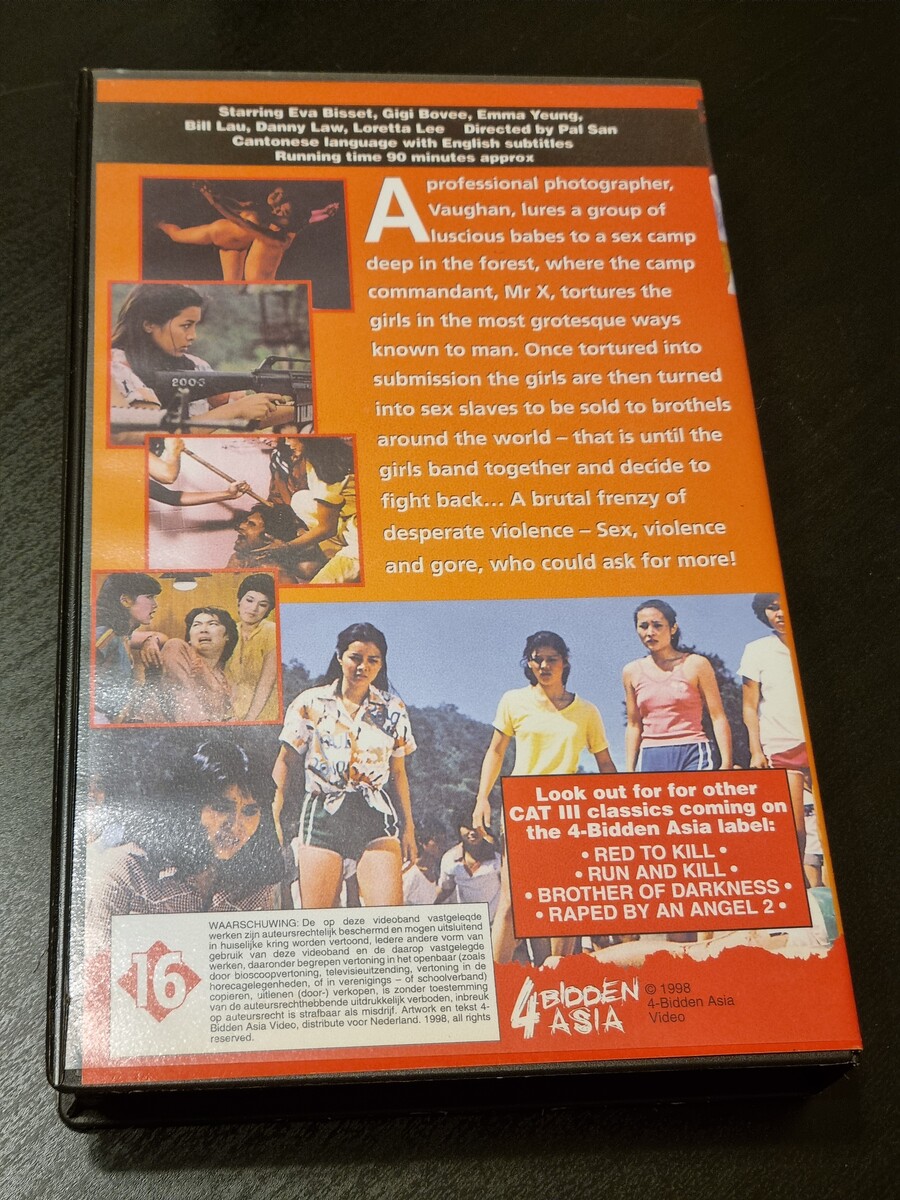 Starring Eva Bisset, Gigi Bovee, Emma Yeung,
Bill Lau, Danny Law, Loretta Lee Directed by Pal San
Cantonese language with English subtitles
Running time 90 minutes approx
A professional photographer,
Vaughan, lures a group of
luscious babes to a sex camp
deep in the forest, where the camp
commandant, Mr X, tortures the
girls in the most grotesque ways
known to man. Once tortured into
submission the girls are then turned
into sex slaves to be sold to brothels
around the world – that is until the
girls band together and decide to
fight back... A brutal frenzy of
desperate violence – Sex, violence
and gore, who could ask for more!
2003
Look out for for other
CAT III classics coming on
the 4-Bidden Asia label:
• RED TO KILL •
• RUN AND KILL •
• BROTHER OF DARKNESS •
• RAPED BY AN ANGEL 2 •
16
WAARSCHUWING: De op deze videoband vastgelegde
werken zijn auteursrechtelijk beschermd en mogen uitsluitend
in huiselijke kring worden vertoond, Iedere andere vorm van
gebruik van deze videoband en de daarop vastgelegde
werken, daaronder begrepen vertoning in het openbaar (zoals
door bioscoopvertoning, televisieuitzending, vertoning in de
horecagelegenheden, of in verenigings – of schoolverband)
copieren, uitlenen (door-) verkopen, is zonder toestemming
van de auteursrechthebbende uitdrukkelijk verboden, inbreuk
op auteursrecht is strafbaar als misdrijf. Artwork en tekst 4-
Bidden Asia Video, distribute voor Nederland. 1998, all rights
reserved.
4 BIDDEN
ASIA
© 1998
4-Bidden Asia
Video